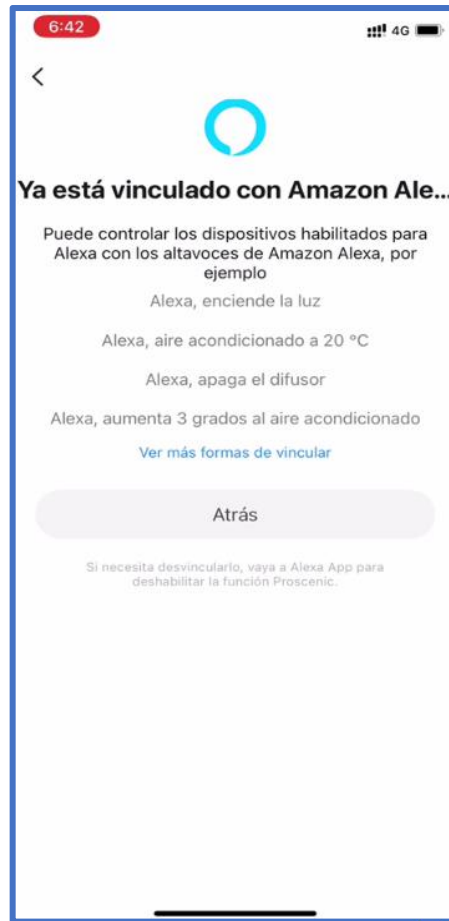 6:42
4G
Ya está vinculado con Amazon Ale...
Puede controlar los dispositivos habilitados para
Alexa con los altavoces de Amazon Alexa, por
ejemplo
Alexa, enciende la luz
Alexa, aire acondicionado a 20 °C
Alexa, apaga el difusor
Alexa, aumenta 3 grados al aire acondicionado
Ver más formas de vincular
Atrás
Si necesita desvincularlo, vaya a Alexa App para
deshabilitar la función Proscenic.